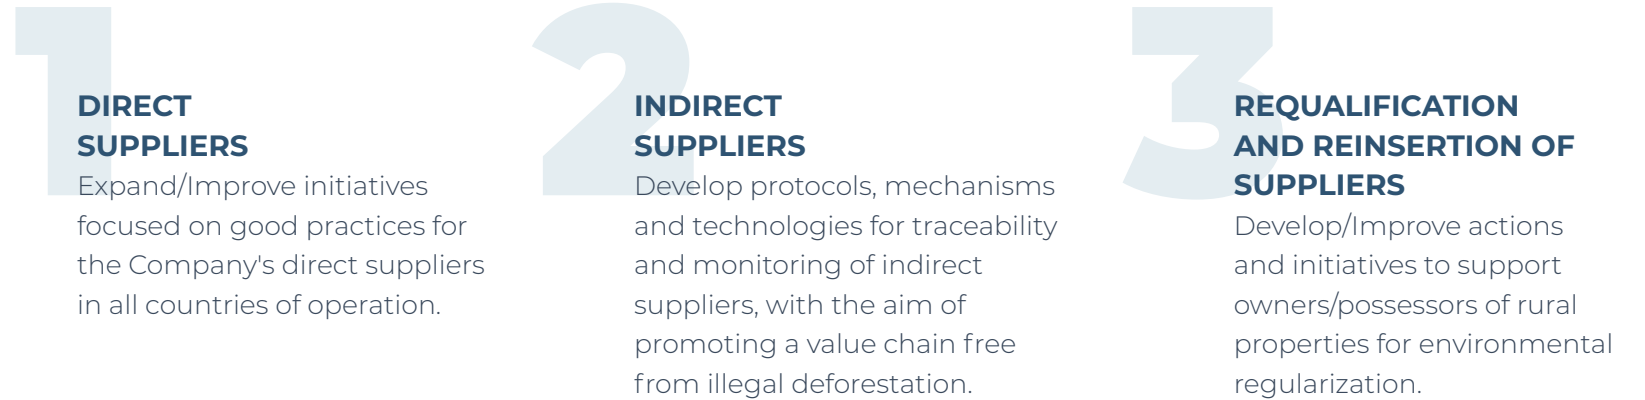 1
DIRECT
SUPPLIERS
Expand/Improve initiatives
focused on good practices for
the Company's direct suppliers
in all countries of operation.
2
INDIRECT
SUPPLIERS
Develop protocols, mechanisms
and technologies for traceability
and monitoring of indirect
suppliers, with the aim of
promoting a value chain free
from illegal deforestation.
3
REQUALIFICATION
AND REINSERTION OF
SUPPLIERS
Develop/Improve actions
and initiatives to support
owners/possessors of rural
properties for environmental
regularization.